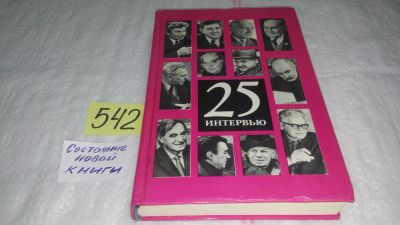 25
ИНТЕРВЬЮ
542
Состояние
новой
книги